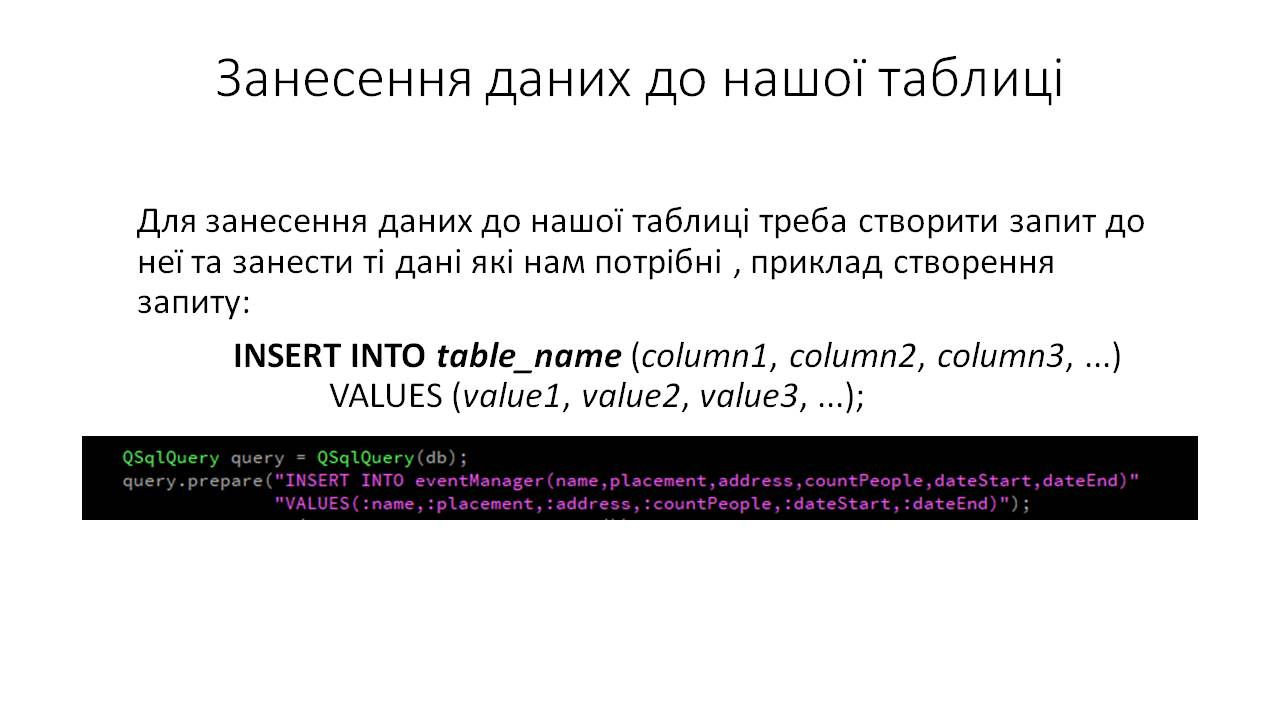 Занесення даних до нашої таблиці
Для занесення даних до нашої таблиці треба створити запит до
неї та занести ті дані які нам потрібні , приклад створення
запиту:
INSERT INTO table_name (column1, column2, column3, ...)
VALUES (value1, value2, value3, ...);
QSqlQuery query = QSqlQuery(db);
query.prepare("INSERT INTO eventManager(name,placement,address,countPeople,dateStart,dateEnd)"
"VALUES(:name,:placement,:address,:countPeople,:dateStart,:dateEnd)");